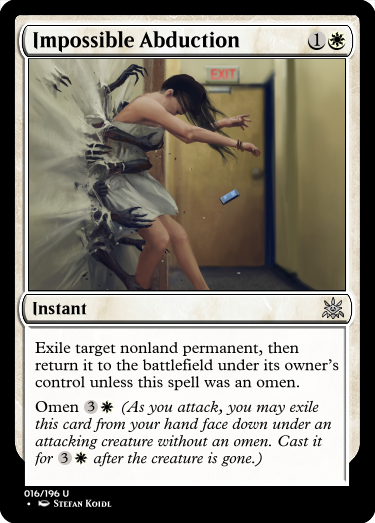 Impossible Abduction 1
EXIT
Instant
Exile target nonland permanent, then
return it to the battlefield under its owner's
control unless this spell was an omen.
Omen 3 (As you attack, you may exile
this card from your hand face down under an
attacking creature without an omen. Cast it
for 3 after the creature is gone.)
016/196 U
• Stefan Koidl